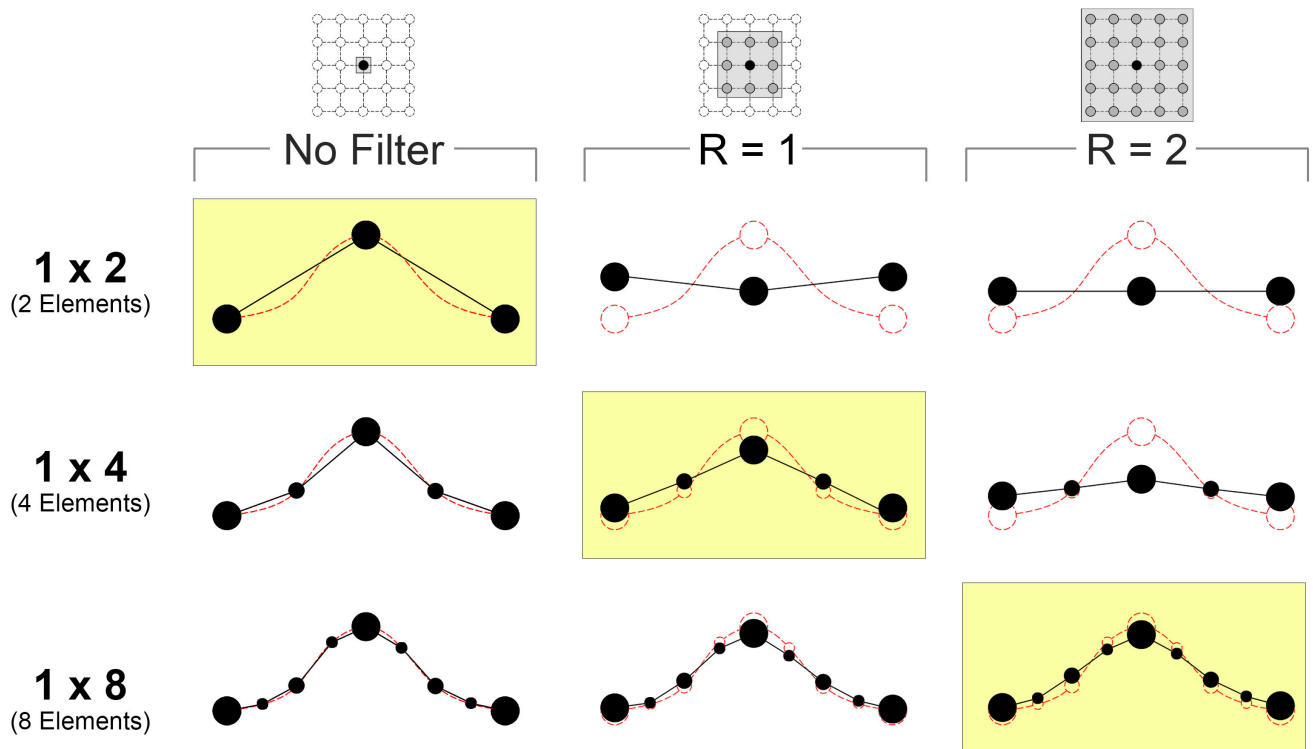 No Filter
R = 1
R = 2
1 x 2
(2 Elements)
1 x 4
(4 Elements)
1 x 8
(8 Elements)